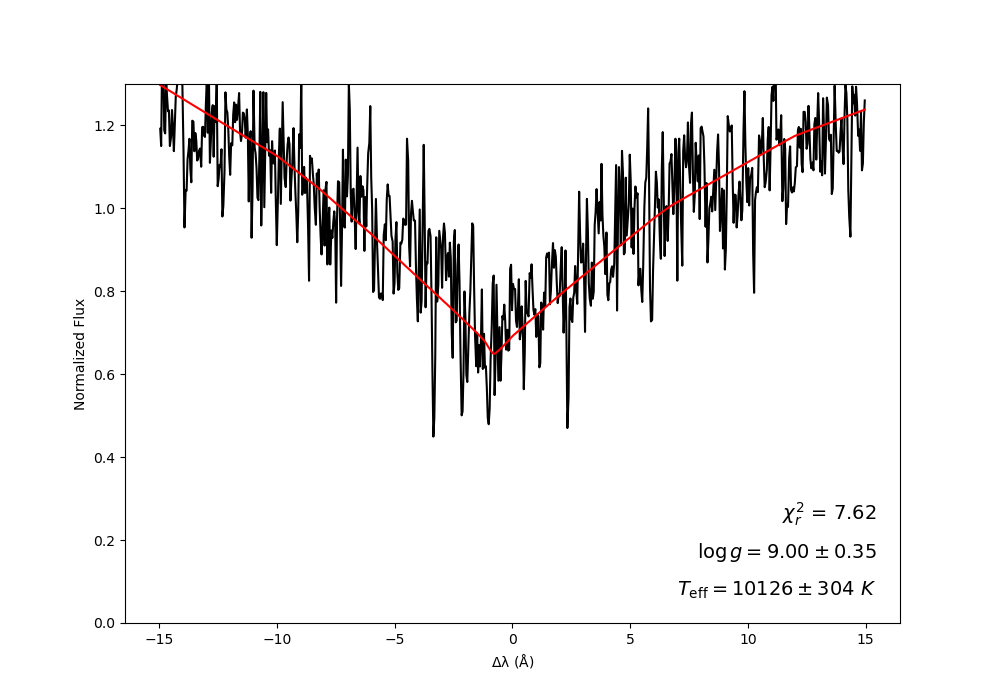 1.2
1.0
0.8
0.6
0.4
0.2
0.0
Normalized Flux
χ²ᵣ = 7.62
log g = 9.00 ± 0.35
T_eff = 10126 ± 304 K
−15 −10 −5 0 5 10 15
Δλ (Å)